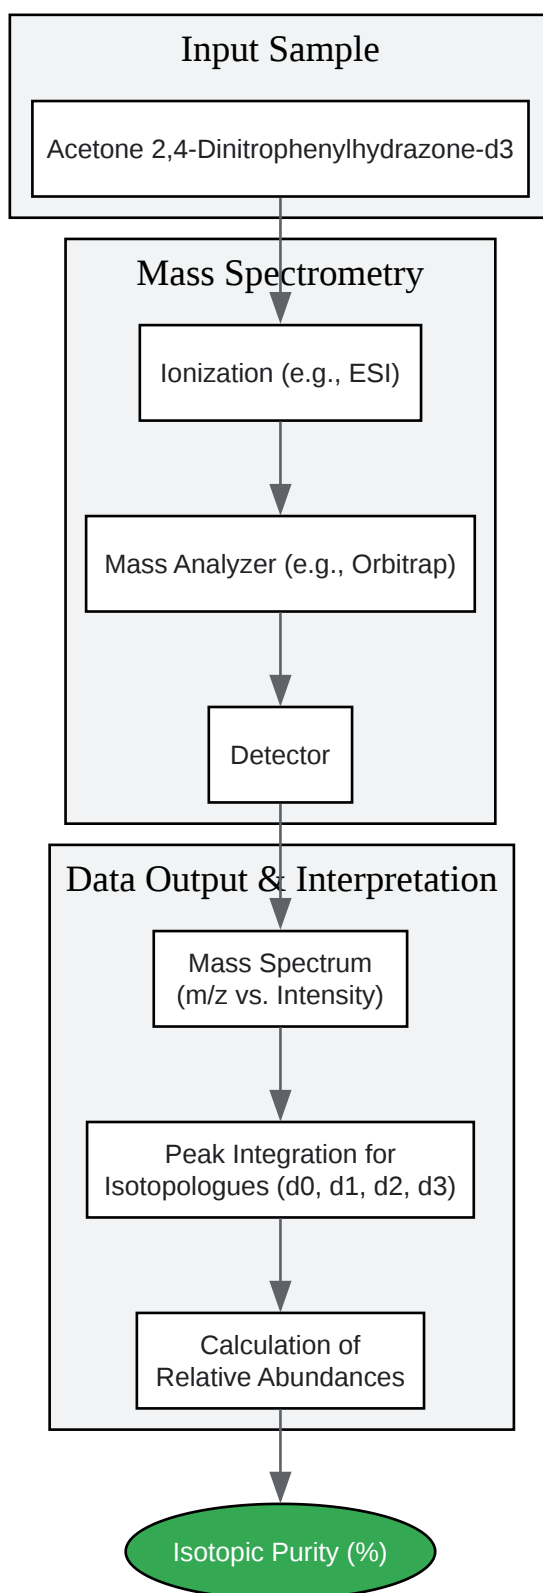 Input Sample
Acetone 2,4-Dinitrophenylhydrazone-d3
Mass Spectrometry
Ionization (e.g., ESI)
Mass Analyzer (e.g., Orbitrap)
Detector
Data Output & Interpretation
Mass Spectrum
(m/z vs. Intensity)
Peak Integration for
Isotopologues (d0, d1, d2, d3)
Calculation of
Relative Abundances
Isotopic Purity (%)